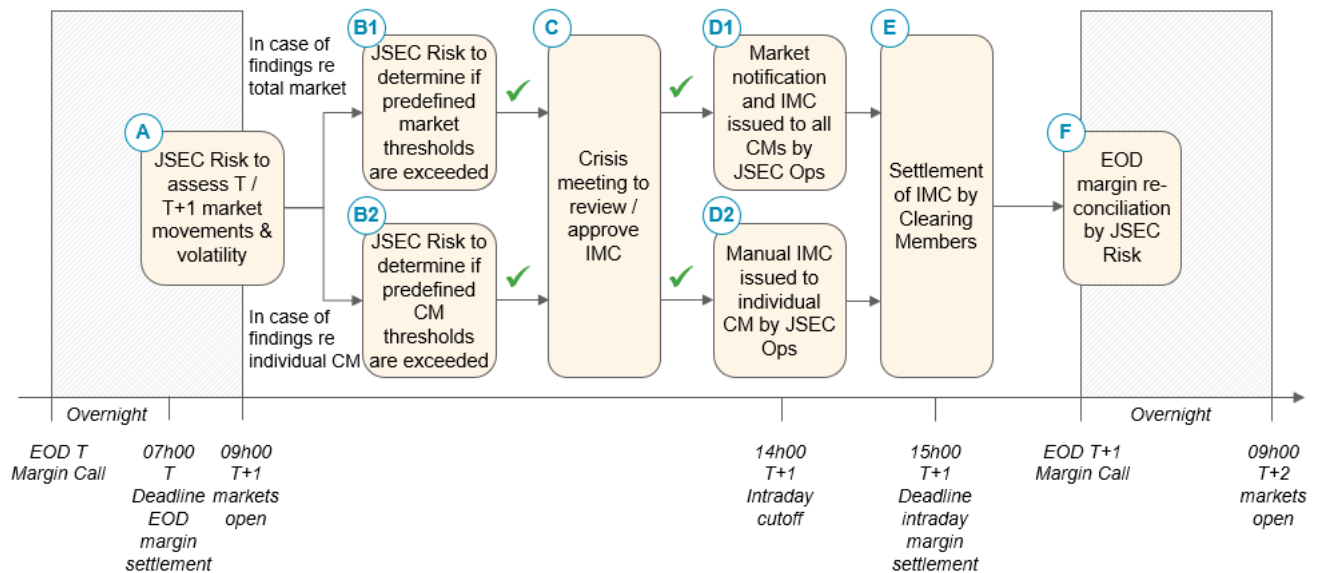 A
JSEC Risk to
assess T /
T+1 market
movements &
volatility
In case of
findings re
total market
B1
JSEC Risk to
determine if
predefined
market
thresholds
are exceeded
In case of
findings re
individual CM
B2
JSEC Risk to
determine if
predefined
CM
thresholds
are exceeded
C
Crisis
meeting to
review /
approve
IMC
D1
Market
notification
and IMC
issued to all
CMs by
JSEC Ops
D2
Manual IMC
issued to
individual
CM by JSEC
Ops
E
Settlement
of IMC by
Clearing
Members
F
EOD
margin re-
conciliation
by JSEC
Risk
Overnight
Overnight
EOD T
Margin Call
07h00
T
Deadline
EOD
margin
settlement
09h00
T+1
markets
open
14h00
T+1
Intraday
cutoff
15h00
T+1
Deadline
intraday
margin
settlement
EOD T+1
Margin Call
09h00
T+2
markets
open